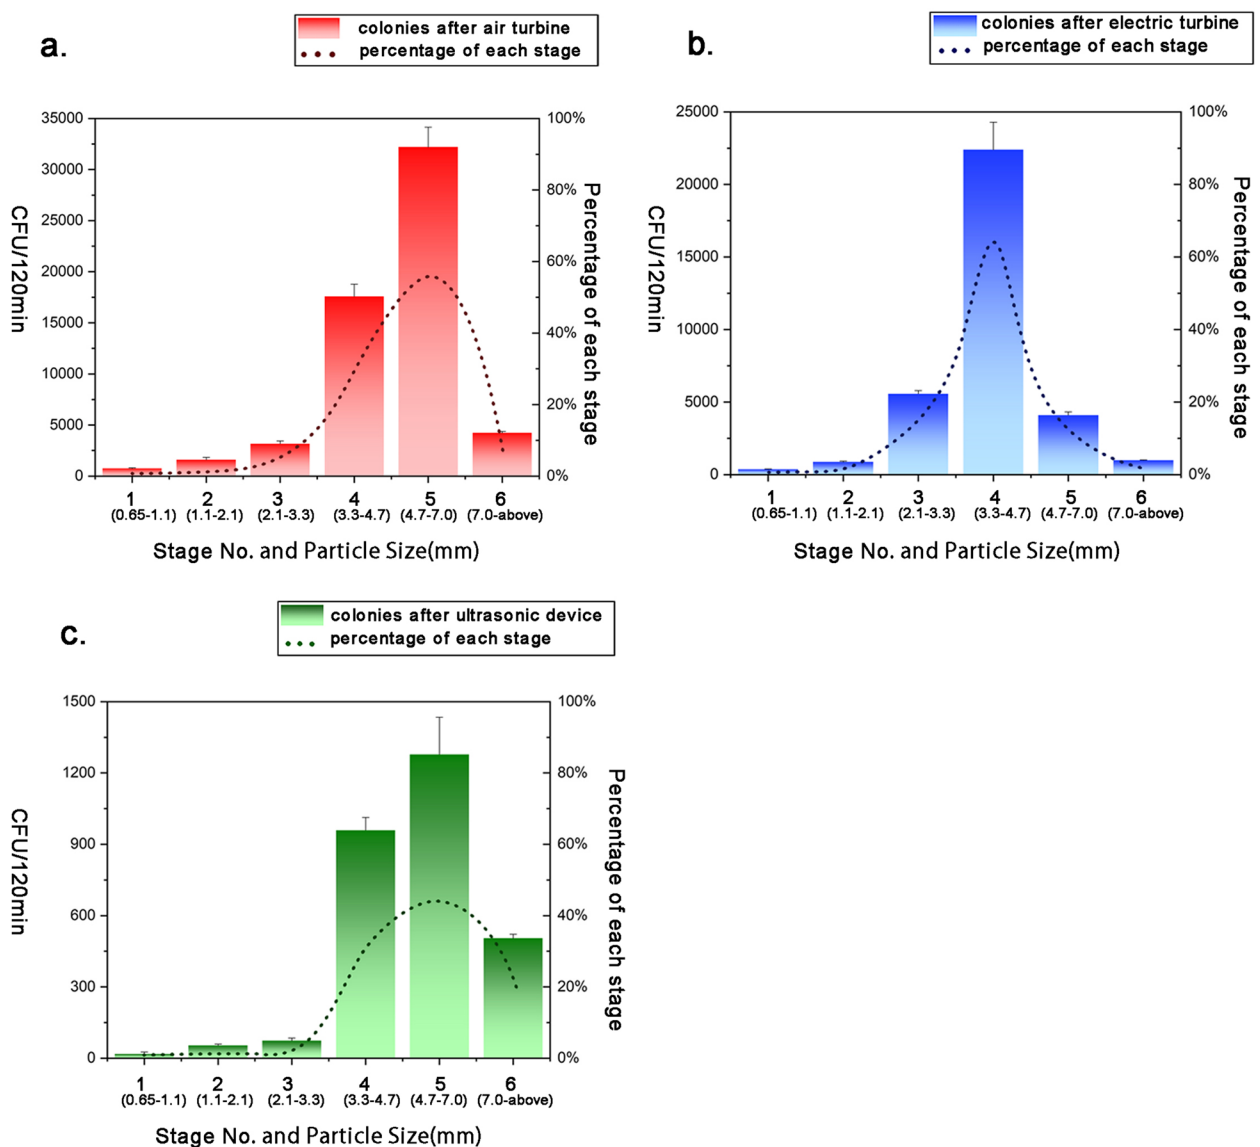 a.
colonies after air turbine
percentage of each stage
35000
30000
25000
20000
15000
10000
5000
0
100%
80%
60%
40%
20%
0%
CFU/120min
Percentage of each stage
1 2 3 4 5 6
(0.65-1.1) (1.1-2.1) (2.1-3.3) (3.3-4.7) (4.7-7.0) (7.0-above)
Stage No. and Particle Size(mm)
b.
colonies after electric turbine
percentage of each stage
25000
20000
15000
10000
5000
0
100%
80%
60%
40%
20%
0%
CFU/120min
Percentage of each stage
1 2 3 4 5 6
(0.65-1.1) (1.1-2.1) (2.1-3.3) (3.3-4.7) (4.7-7.0) (7.0-above)
Stage No. and Particle Size(mm)
c.
colonies after ultrasonic device
percentage of each stage
1500
1200
900
600
300
0
100%
80%
60%
40%
20%
0%
CFU/120min
Percentage of each stage
1 2 3 4 5 6
(0.65-1.1) (1.1-2.1) (2.1-3.3) (3.3-4.7) (4.7-7.0) (7.0-above)
Stage No. and Particle Size(mm)